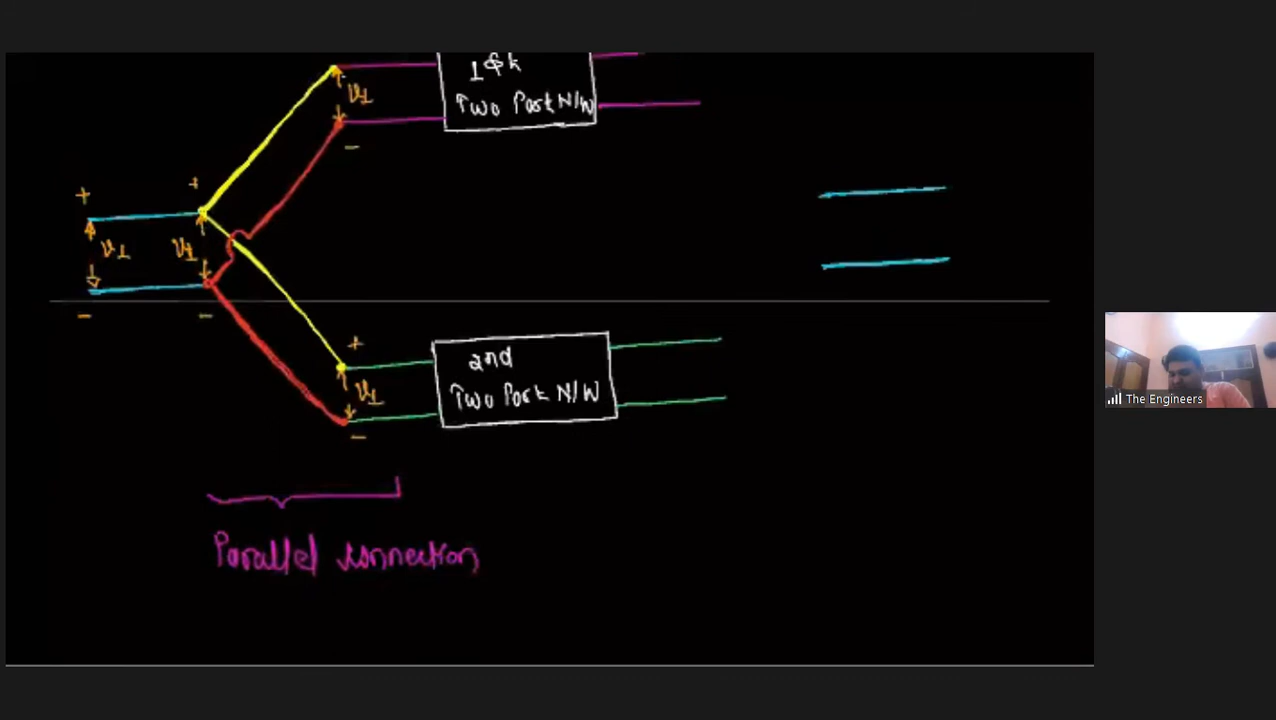 1st
Two Port N/W
V1
-
+ +
V1 V1
- -
+
2nd
V1 Two Port N/W
-
Parallel connection
The Engineers